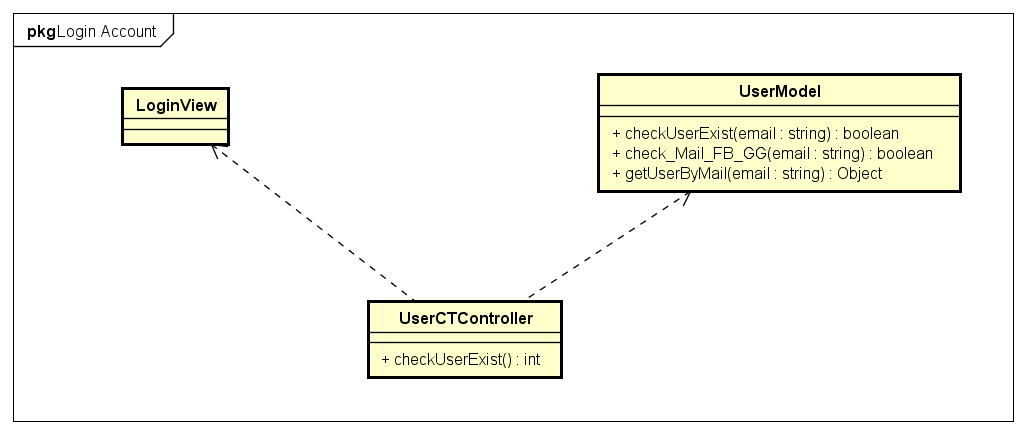 pkgLogin Account
LoginView
UserModel
+ checkUserExist(email : string) : boolean
+ check_Mail_FB_GG(email : string) : boolean
+ getUserByMail(email : string) : Object
UserCTController
+ checkUserExist() : int